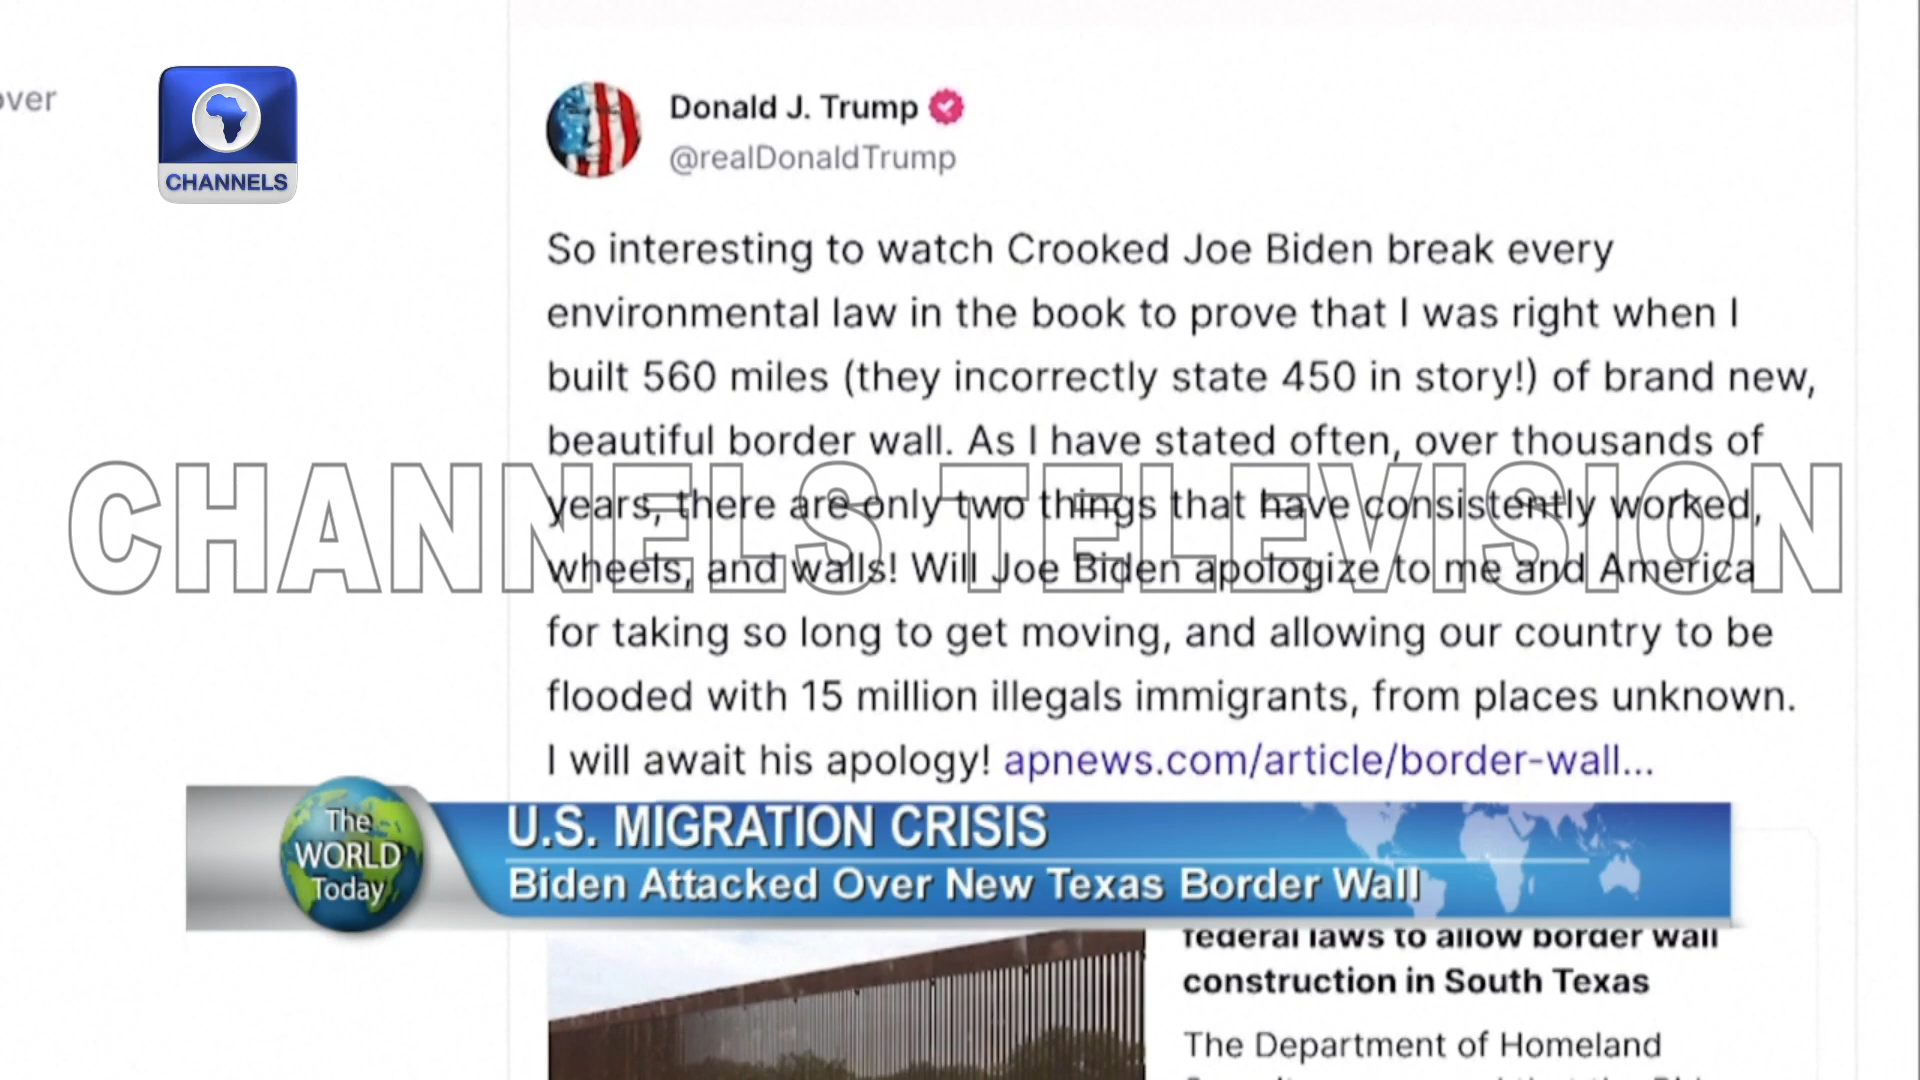 over
CHANNELS
Donald J. Trump
@realDonaldTrump
So interesting to watch Crooked Joe Biden break every
environmental law in the book to prove that I was right when I
built 560 miles (they incorrectly state 450 in story!) of brand new,
beautiful border wall. As I have stated often, over thousands of
years, there are only two things that have consistently worked,
wheels, and walls! Will Joe Biden apologize to me and America
for taking so long to get moving, and allowing our country to be
flooded with 15 million illegals immigrants, from places unknown.
I will await his apology! apnews.com/article/border-wall...
CHANNELS TELEVISION
The
WORLD
Today
U.S. MIGRATION CRISIS
Biden Attacked Over New Texas Border Wall
federal laws to allow border wall
construction in South Texas
The Department of Homeland